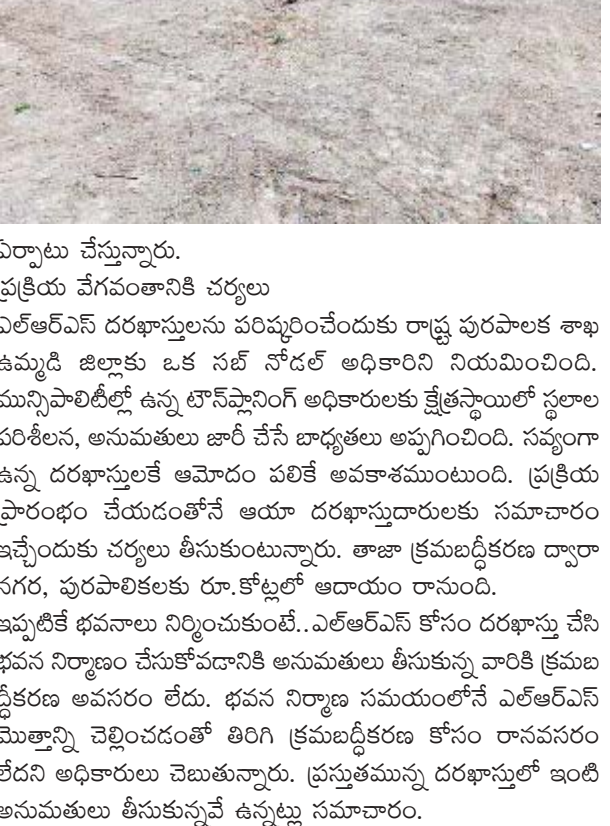 ఏర్పాటు చేస్తున్నారు.
ప్రక్రియ వేగవంతానికి చర్యలు
ఎల్ఆర్ఎస్ దరఖాస్తులను పరిష్కరించేందుకు రాష్ట్ర పురపాలక శాఖ
ఉమ్మడి జిల్లాకు ఒక సబ్ నోడల్ అధికారిని నియమించింది.
మున్సిపాలిటీల్లో ఉన్న టౌన్‌ప్లానింగ్ అధికారులకు క్షేత్రస్థాయిలో స్థలాల
పరిశీలన, అనుమతులు జారీ చేసే బాధ్యతలు అప్పగించింది. సవ్యంగా
ఉన్న దరఖాస్తులకే ఆమోదం పలికే అవకాశముంటుంది. ప్రక్రియ
ప్రారంభం చేయడంతోనే ఆయా దరఖాస్తుదారులకు సమాచారం
ఇచ్చేందుకు చర్యలు తీసుకుంటున్నారు. తాజా క్రమబద్ధీకరణ ద్వారా
నగర, పురపాలికలకు రూ.కోట్లలో ఆదాయం రానుంది.
ఇప్పటికే భవనాలు నిర్మించుకుంటే..ఎల్ఆర్ఎస్ కోసం దరఖాస్తు చేసి
భవన నిర్మాణం చేసుకోవడానికి అనుమతులు తీసుకున్న వారికి క్రమబ
ద్ధీకరణ అవసరం లేదు. భవన నిర్మాణ సమయంలోనే ఎల్ఆర్ఎస్
మొత్తాన్ని చెల్లించడంతో తిరిగి క్రమబద్ధీకరణ కోసం రానవసరం
లేదని అధికారులు చెబుతున్నారు. ప్రస్తుతమున్న దరఖాస్తులో ఇంటి
అనుమతులు తీసుకున్నవే ఉన్నట్లు సమాచారం.